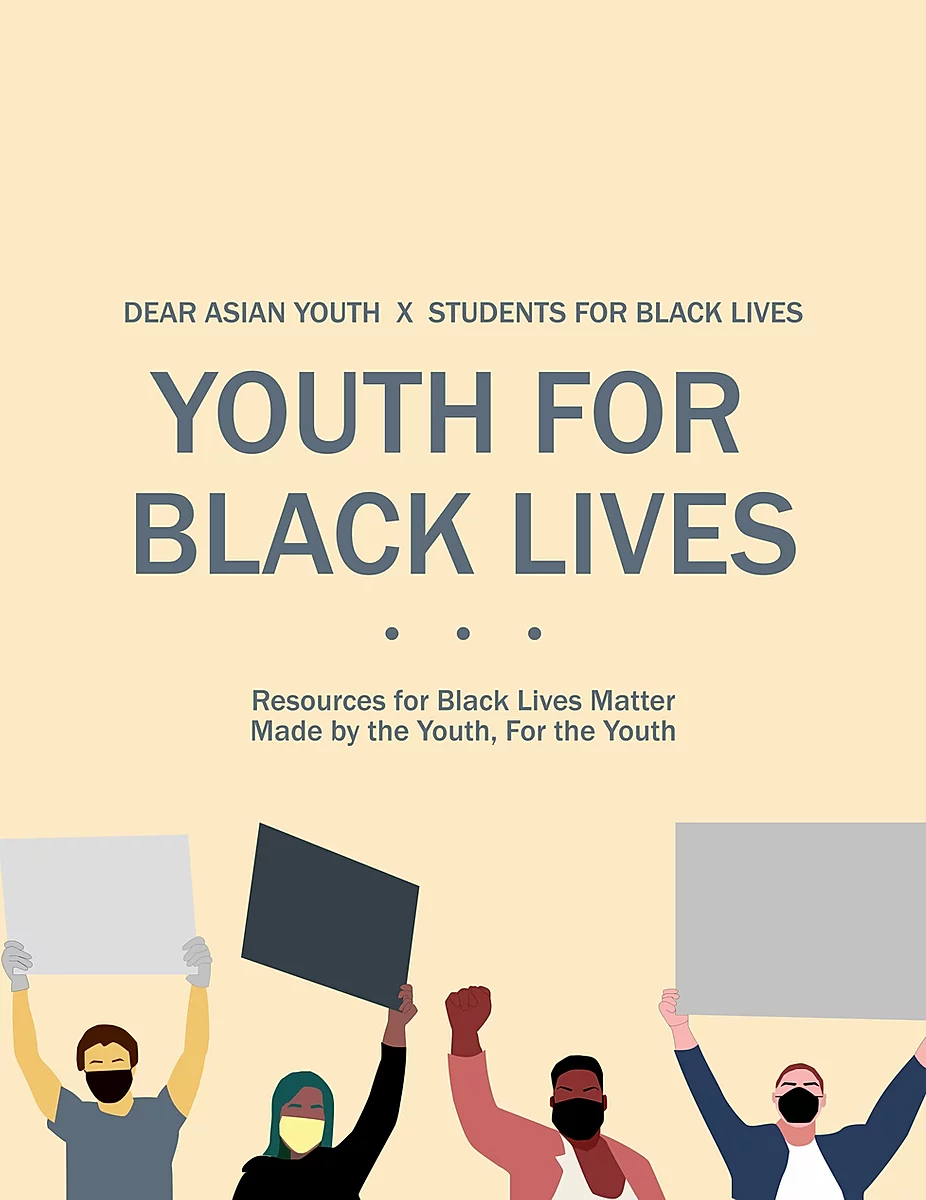 DEAR ASIAN YOUTH X STUDENTS FOR BLACK LIVES
YOUTH FOR
BLACK LIVES
• • •
Resources for Black Lives Matter
Made by the Youth, For the Youth